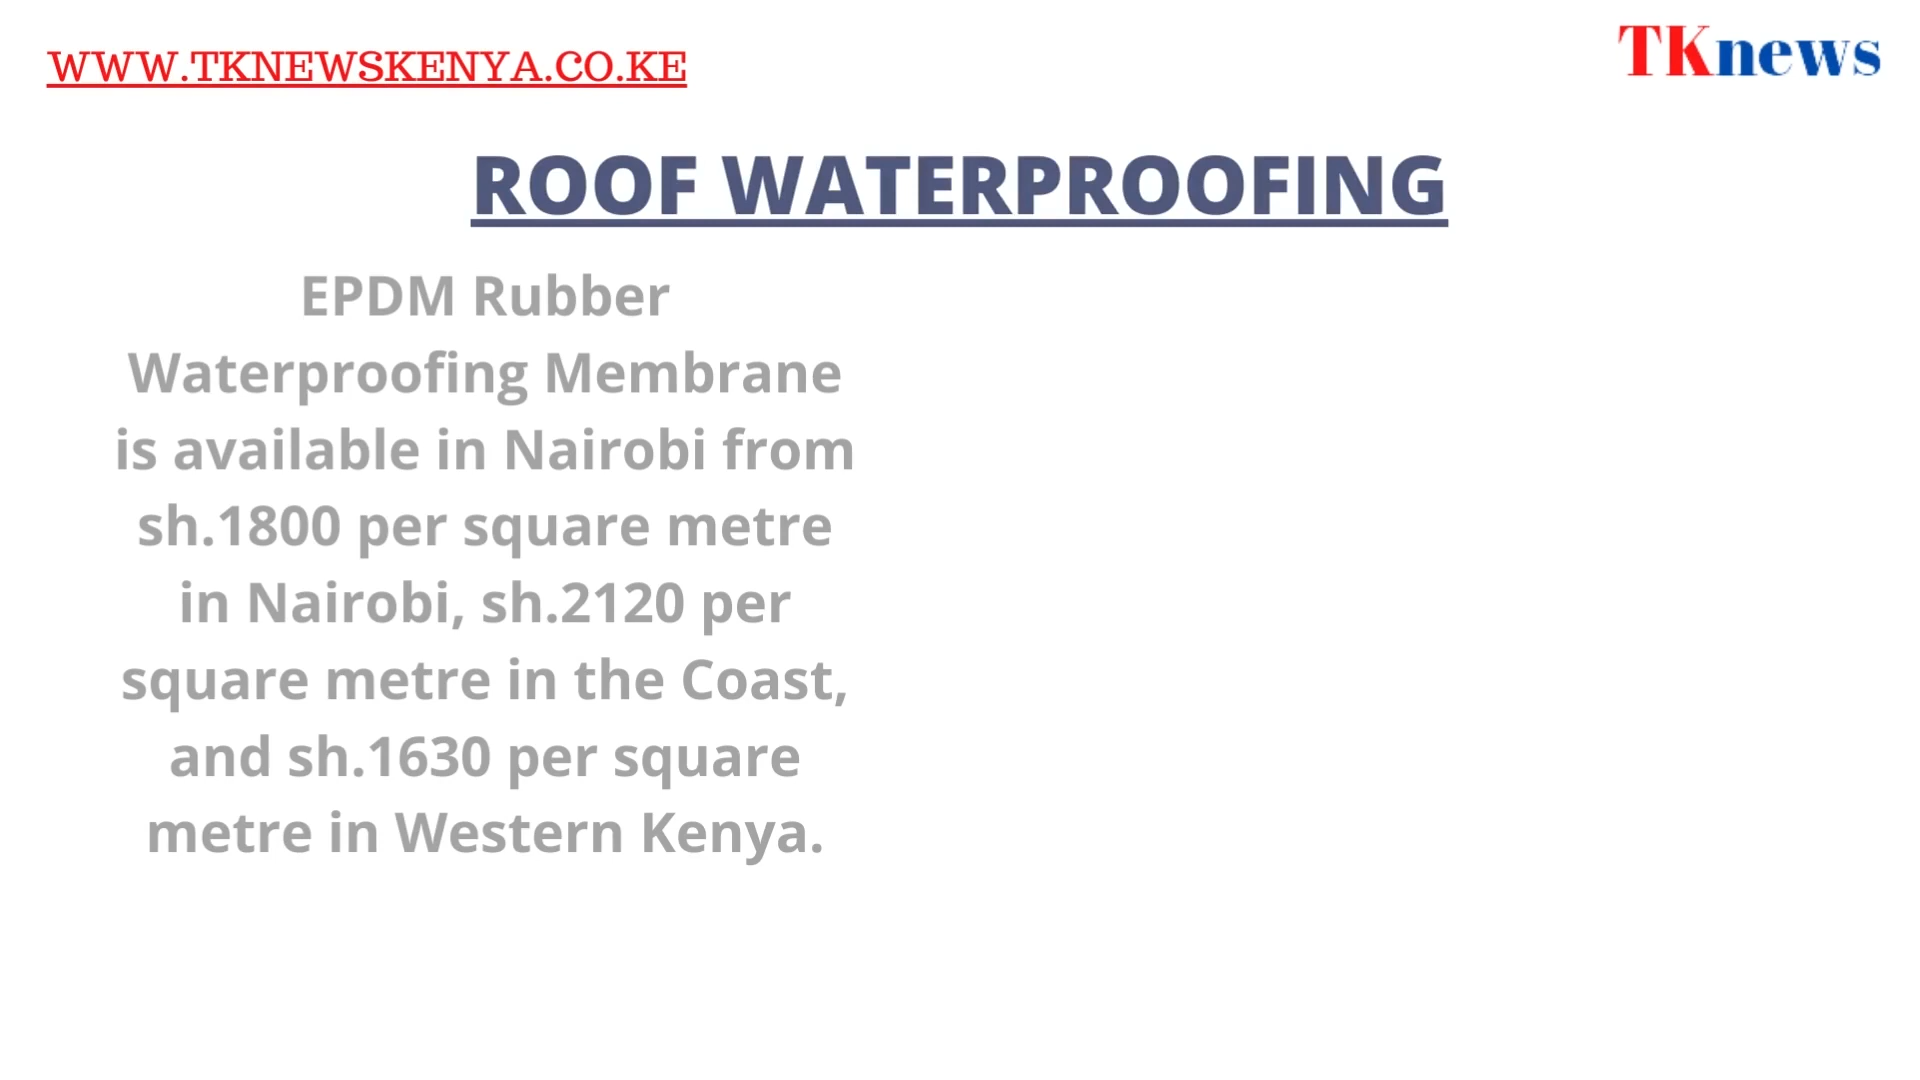 WWW.TKNEWSKENYA.CO.KE
TKnews
ROOF WATERPROOFING
EPDM Rubber
Waterproofing Membrane
is available in Nairobi from
sh.1800 per square metre
in Nairobi, sh.2120 per
square metre in the Coast,
and sh.1630 per square
metre in Western Kenya.